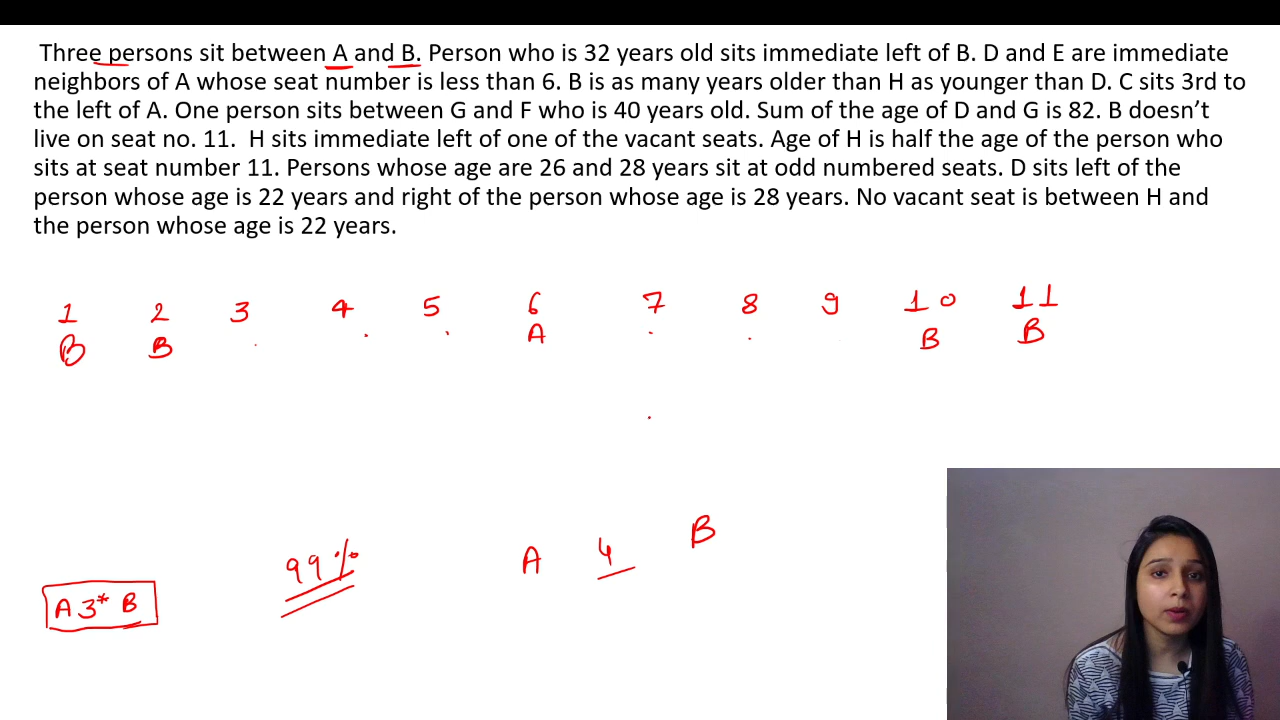 Three persons sit between A and B. Person who is 32 years old sits immediate left of B. D and E are immediate
neighbors of A whose seat number is less than 6. B is as many years older than H as younger than D. C sits 3rd to
the left of A. One person sits between G and F who is 40 years old. Sum of the age of D and G is 82. B doesn’t
live on seat no. 11. H sits immediate left of one of the vacant seats. Age of H is half the age of the person who
sits at seat number 11. Persons whose age are 26 and 28 years sit at odd numbered seats. D sits left of the
person whose age is 22 years and right of the person whose age is 28 years. No vacant seat is between H and
the person whose age is 22 years.
1 2 3 4 5 6 7 8 9 10 11
B B A B B
99% A 4 B
A 3* B